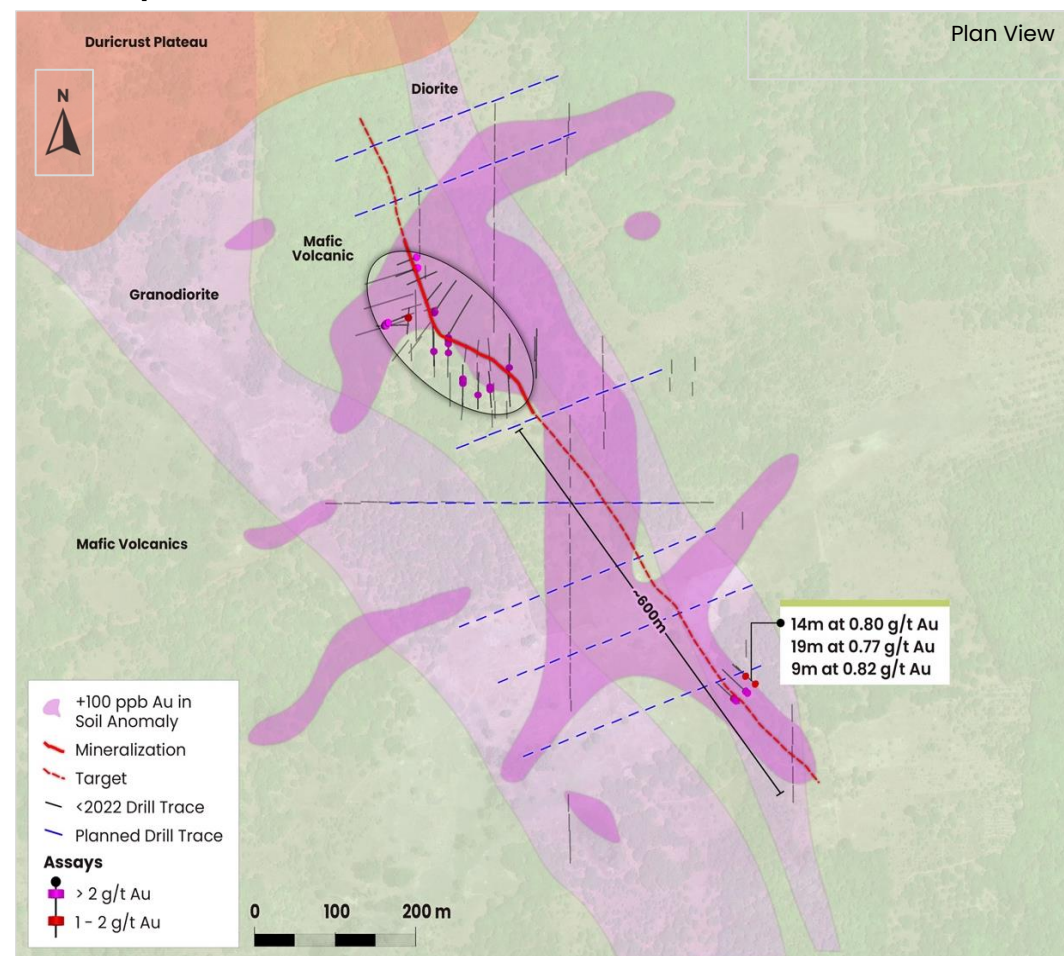 Plan View
Duricrust Plateau
N
Diorite
Mafic
Volcanic
Granodiorite
Mafic Volcanics
~600m
14m at 0.80 g/t Au
19m at 0.77 g/t Au
9m at 0.82 g/t Au
+100 ppb Au in
Soil Anomaly
Mineralization
Target
<2022 Drill Trace
Planned Drill Trace
Assays
> 2 g/t Au
1 - 2 g/t Au
0 100 200 m